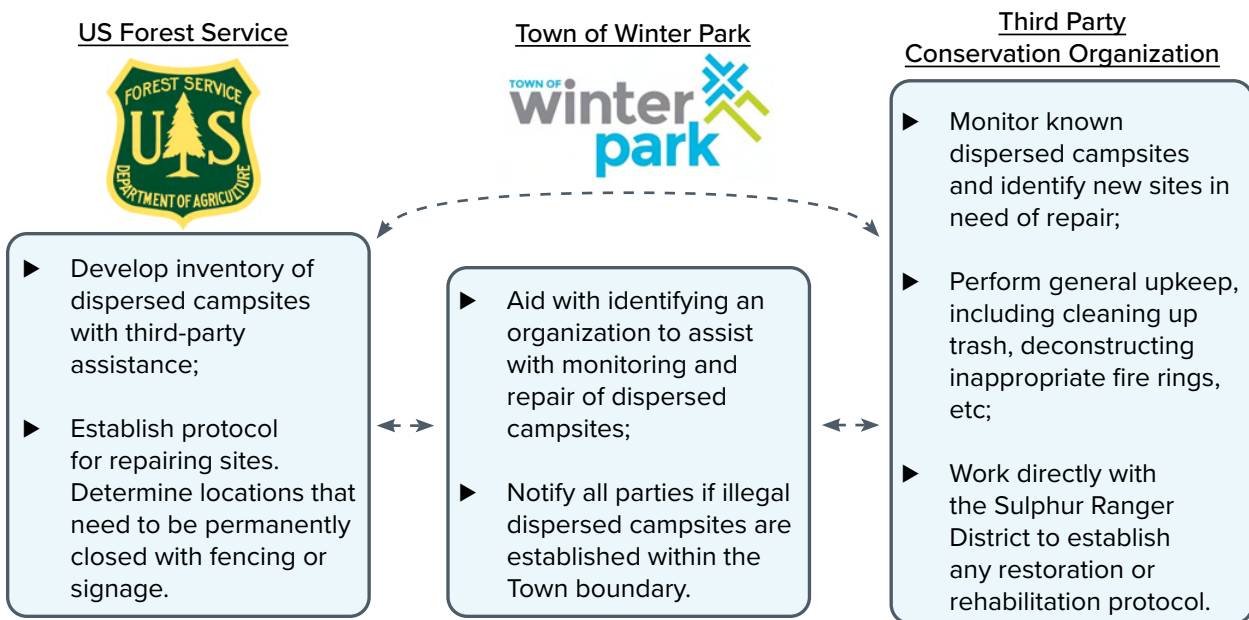 US Forest Service
FOREST SERVICE
U S
DEPARTMENT OF AGRICULTURE
Develop inventory of
dispersed campsites
with third-party
assistance;
Establish protocol
for repairing sites.
Determine locations that
need to be permanently
closed with fencing or
signage.
Town of Winter Park
TOWN OF
winter
park
Aid with identifying an
organization to assist
with monitoring and
repair of dispersed
campsites;
Notify all parties if illegal
dispersed campsites are
established within the
Town boundary.
Third Party
Conservation Organization
Monitor known
dispersed campsites
and identify new sites in
need of repair;
Perform general upkeep,
including cleaning up
trash, deconstructing
inappropriate fire rings,
etc;
Work directly with
the Sulphur Ranger
District to establish
any restoration or
rehabilitation protocol.